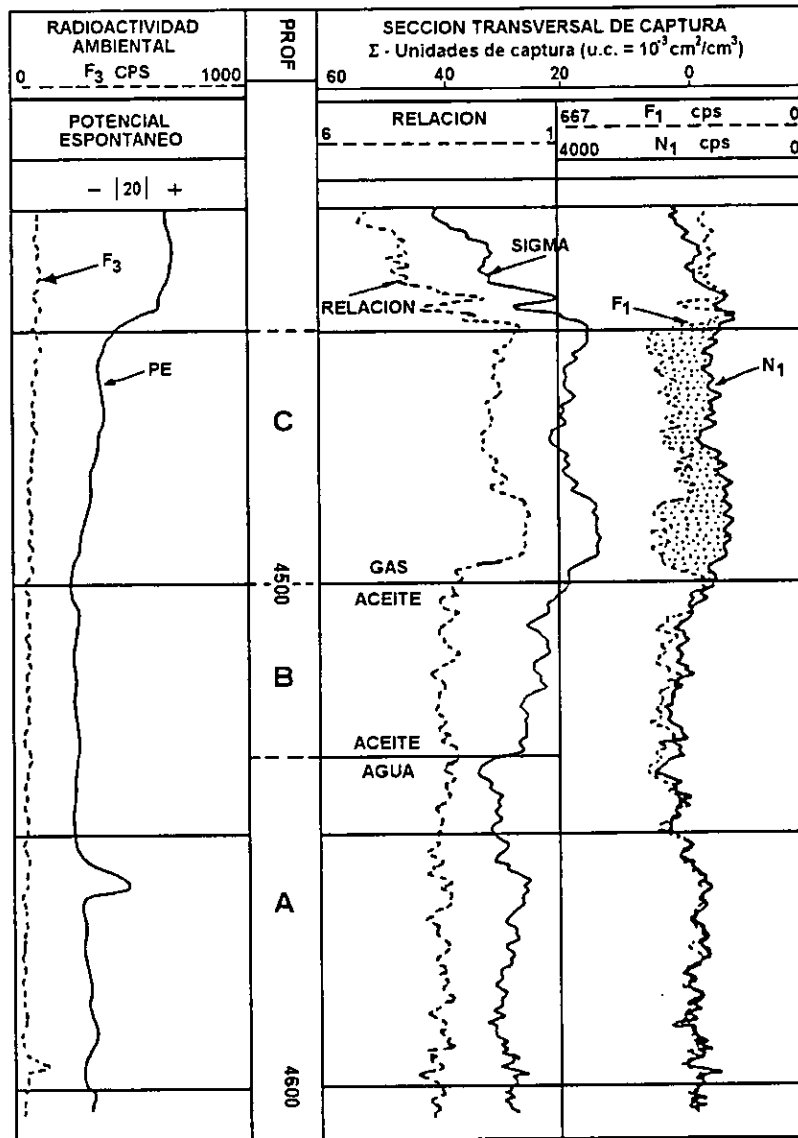 RADIOACTIVIDAD
AMBIENTAL
F3 CPS
0 1000
POTENCIAL
ESPONTANEO
- |20| +
PROF
SECCION TRANSVERSAL DE CAPTURA
Σ - Unidades de captura (u.c. = 10⁻³ cm²/cm³)
60 40 20 0
RELACION
6 1
667 F1 cps 0
4000 N1 cps 0
F3
PE
SIGMA
RELACION
F1
N1
C
GAS
4500
ACEITE
B
ACEITE
AGUA
A
4600